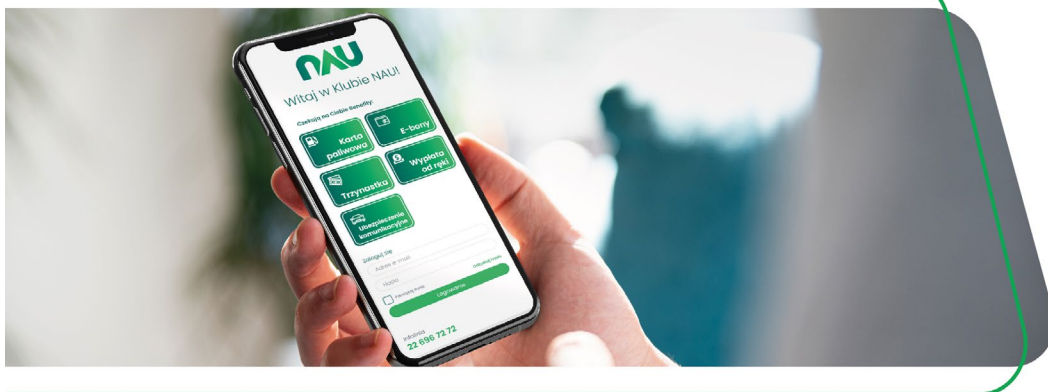 NAU
Witaj w Klubie NAU!
Czekają na Ciebie Benefity:
Karta
paliwowa
E-bony
Trzynastka
Wypłata
od ręki
Ubezpieczenie
komunikacyjne
Zaloguj się
Adres e-mail
Hasło
Logowanie
Infolinia
22 696 72 72